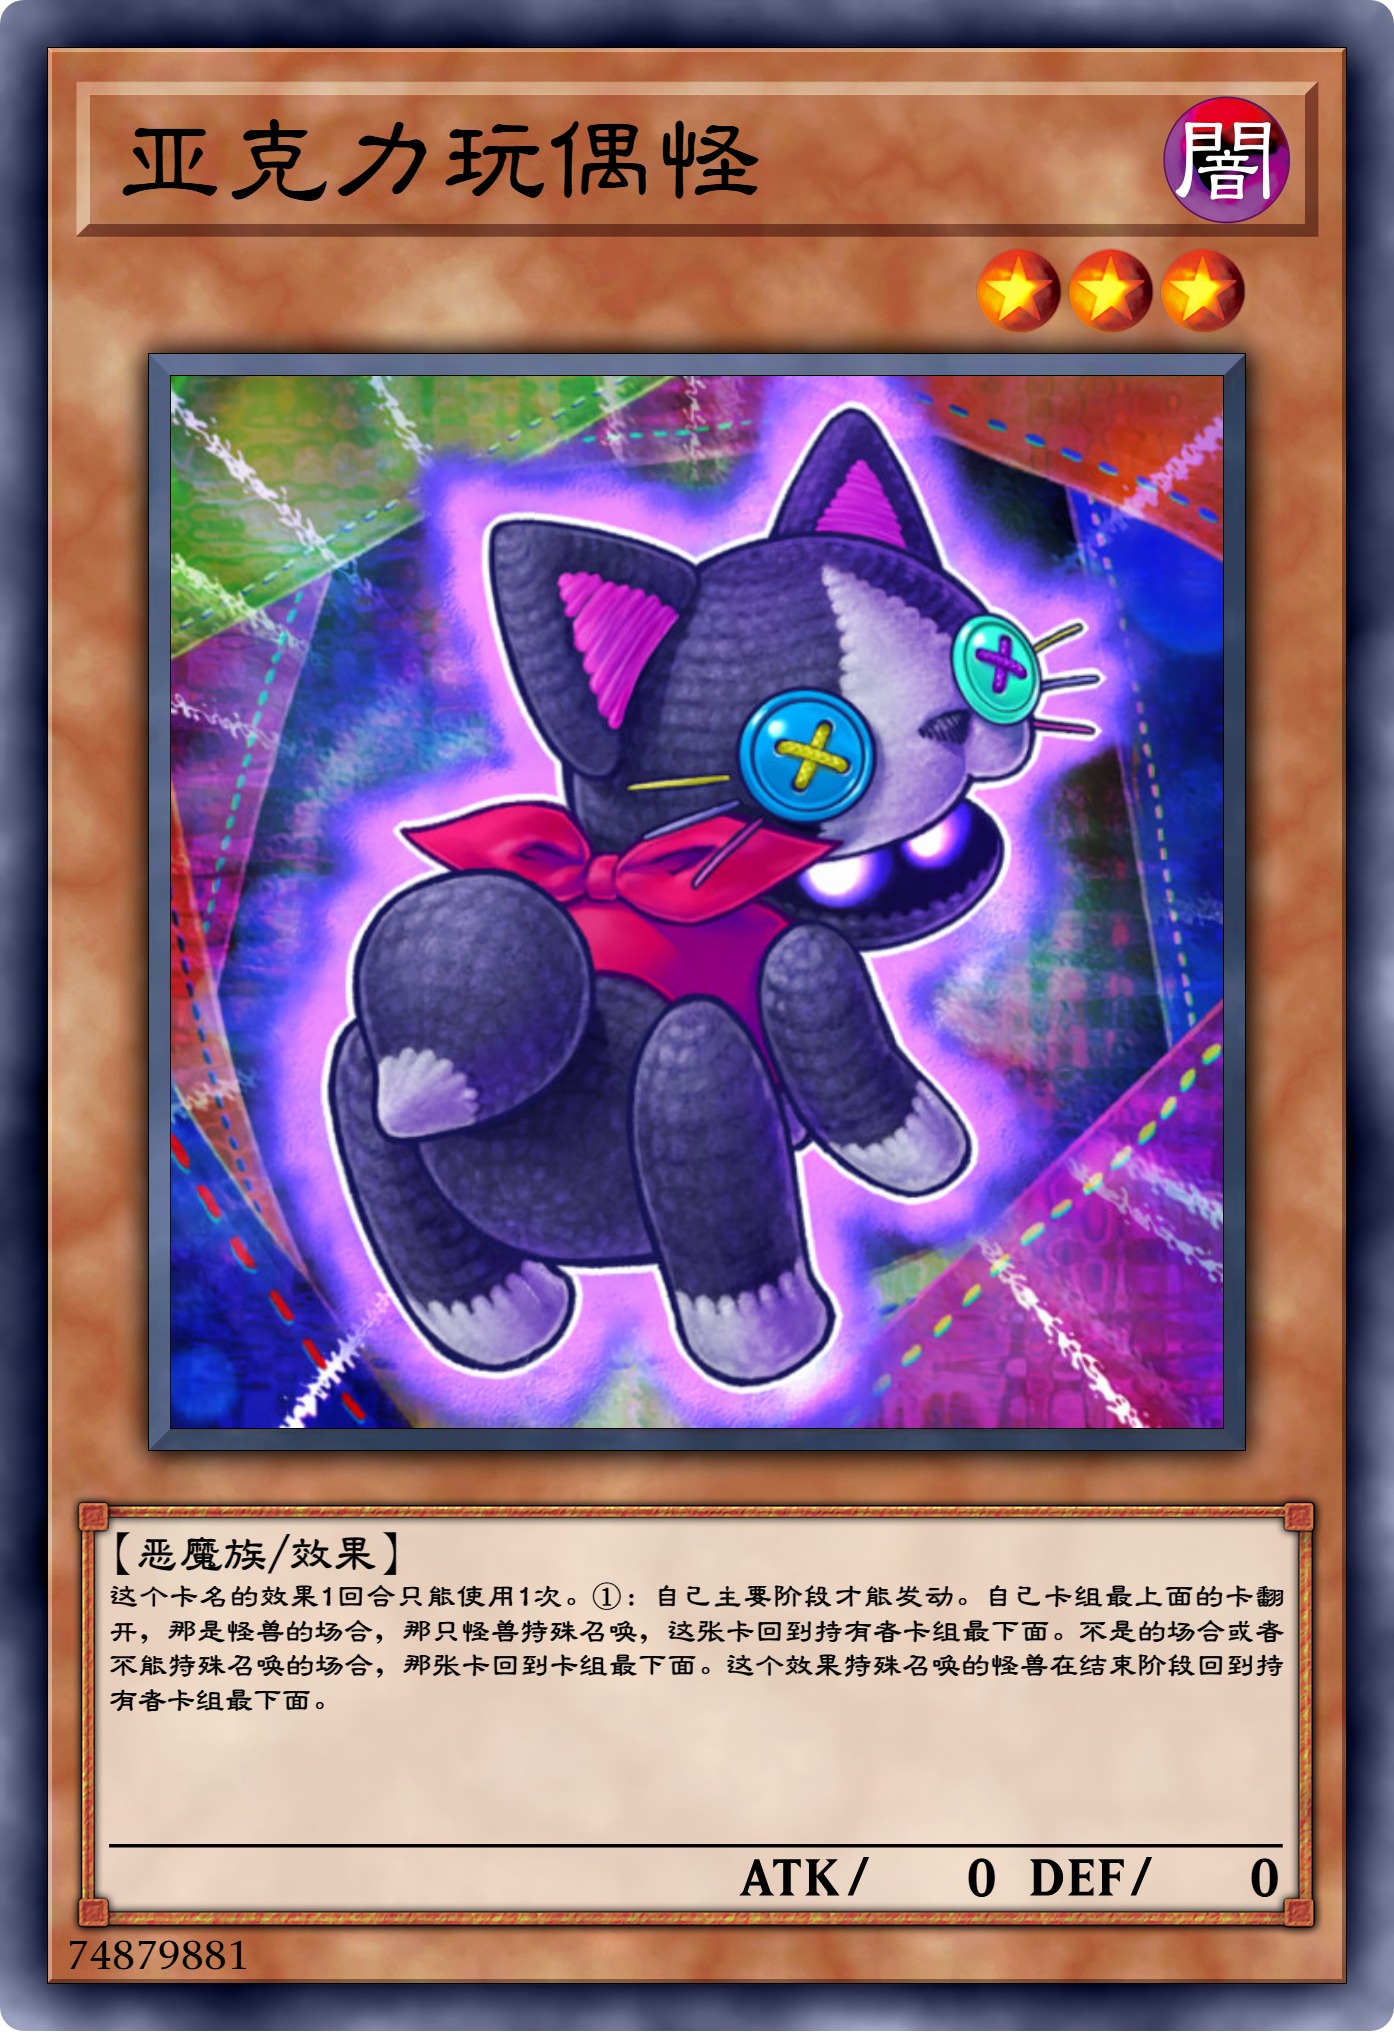 亚克力玩偶怪
闇
【恶魔族/效果】
这个卡名的效果1回合只能使用1次。①：自己主要阶段才能发动。自己卡组最上面的卡翻
开，那是怪兽的场合，那只怪兽特殊召唤，这张卡回到持有者卡组最下面。不是的场合或者
不能特殊召唤的场合，那张卡回到卡组最下面。这个效果特殊召唤的怪兽在结束阶段回到持
有者卡组最下面。
ATK/ 0 DEF/ 0
74879881